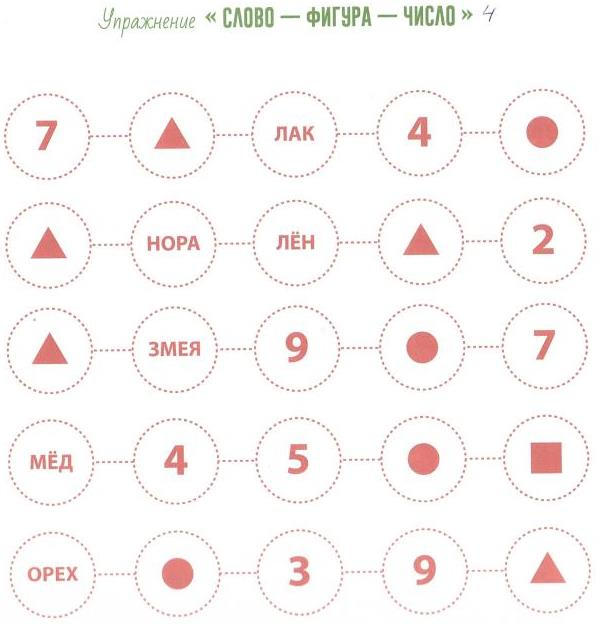 Упражнение « СЛОВО — ФИГУРА — ЧИСЛО » 4
7 ЛАК 4
НОРА ЛЁН 2
ЗМЕЯ 9 7
МЁД 4 5
ОРЕХ 3 9